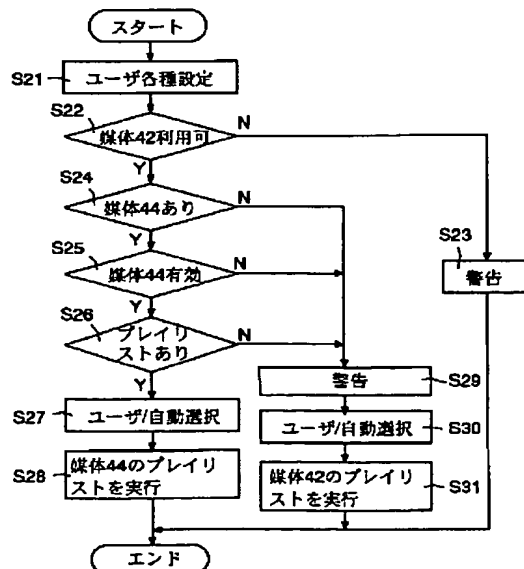 スタート
S21
ユーザ各種設定
S22
媒体42利用可
N
Y
S24
媒体44あり
N
Y
S25
媒体44有効
N
Y
S23
警告
S26
プレイリ
ストあり
N
Y
S27
ユーザ/自動選択
S28
媒体44のプレイリ
ストを実行
警告
S29
ユーザ/自動選択
S30
媒体42のプレイリ
ストを実行
S31
エンド